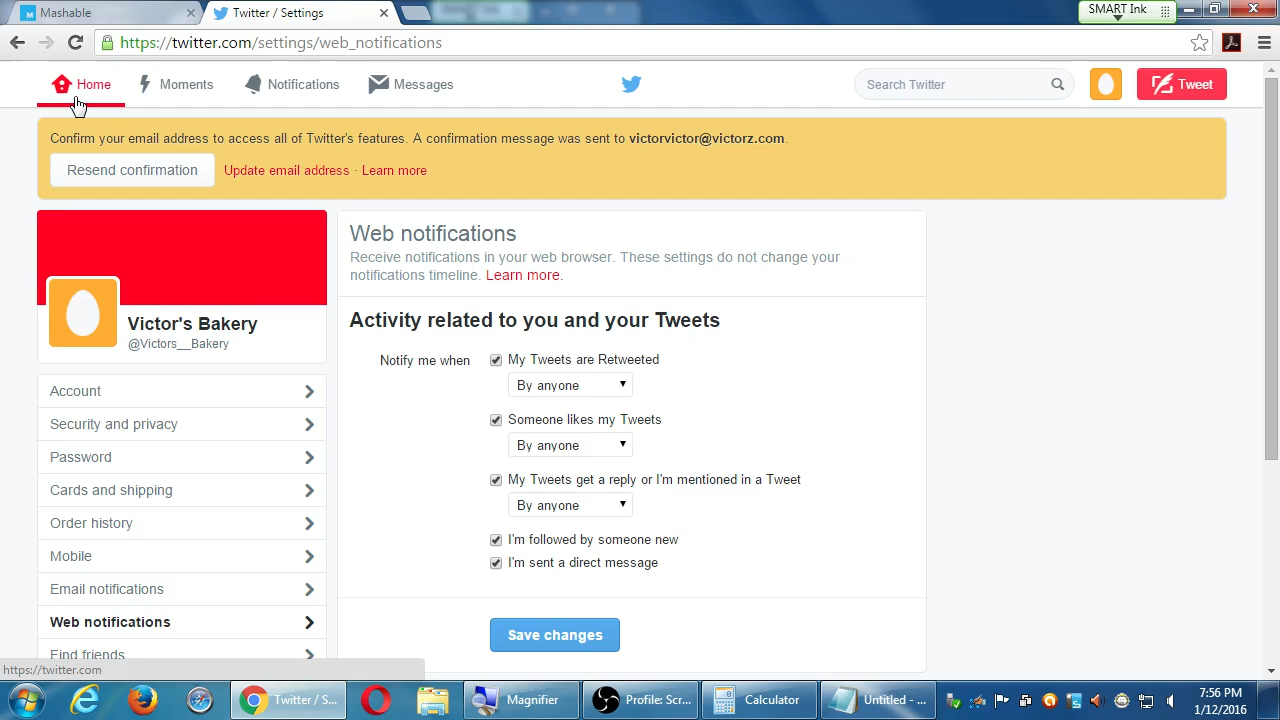 Mashable
Twitter / Settings
SMART Ink
https://twitter.com/settings/web_notifications
Home
Moments
Notifications
Messages
Search Twitter
Tweet
Confirm your email address to access all of Twitter's features. A confirmation message was sent to victorvictor@victorz.com.
Resend confirmation
Update email address · Learn more
Victor's Bakery
@Victors__Bakery
Account
Security and privacy
Password
Cards and shipping
Order history
Mobile
Email notifications
Web notifications
Find friends
Web notifications
Receive notifications in your web browser. These settings do not change your
notifications timeline. Learn more.
Activity related to you and your Tweets
Notify me when
My Tweets are Retweeted
By anyone
Someone likes my Tweets
By anyone
My Tweets get a reply or I'm mentioned in a Tweet
By anyone
I'm followed by someone new
I'm sent a direct message
Save changes
https://twitter.com
Twitter / S...
Magnifier
Profile: Scr...
Calculator
Untitled - ...
7:56 PM
1/12/2016